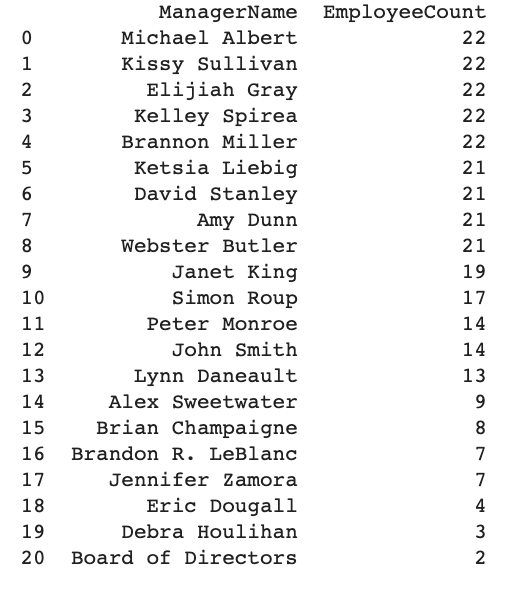 ManagerName EmployeeCount
0 Michael Albert 22
1 Kissy Sullivan 22
2 Elijiah Gray 22
3 Kelley Spirea 22
4 Brannon Miller 22
5 Ketsia Liebig 21
6 David Stanley 21
7 Amy Dunn 21
8 Webster Butler 21
9 Janet King 19
10 Simon Roup 17
11 Peter Monroe 14
12 John Smith 14
13 Lynn Daneault 13
14 Alex Sweetwater 9
15 Brian Champaigne 8
16 Brandon R. LeBlanc 7
17 Jennifer Zamora 7
18 Eric Dougall 4
19 Debra Houlihan 3
20 Board of Directors 2